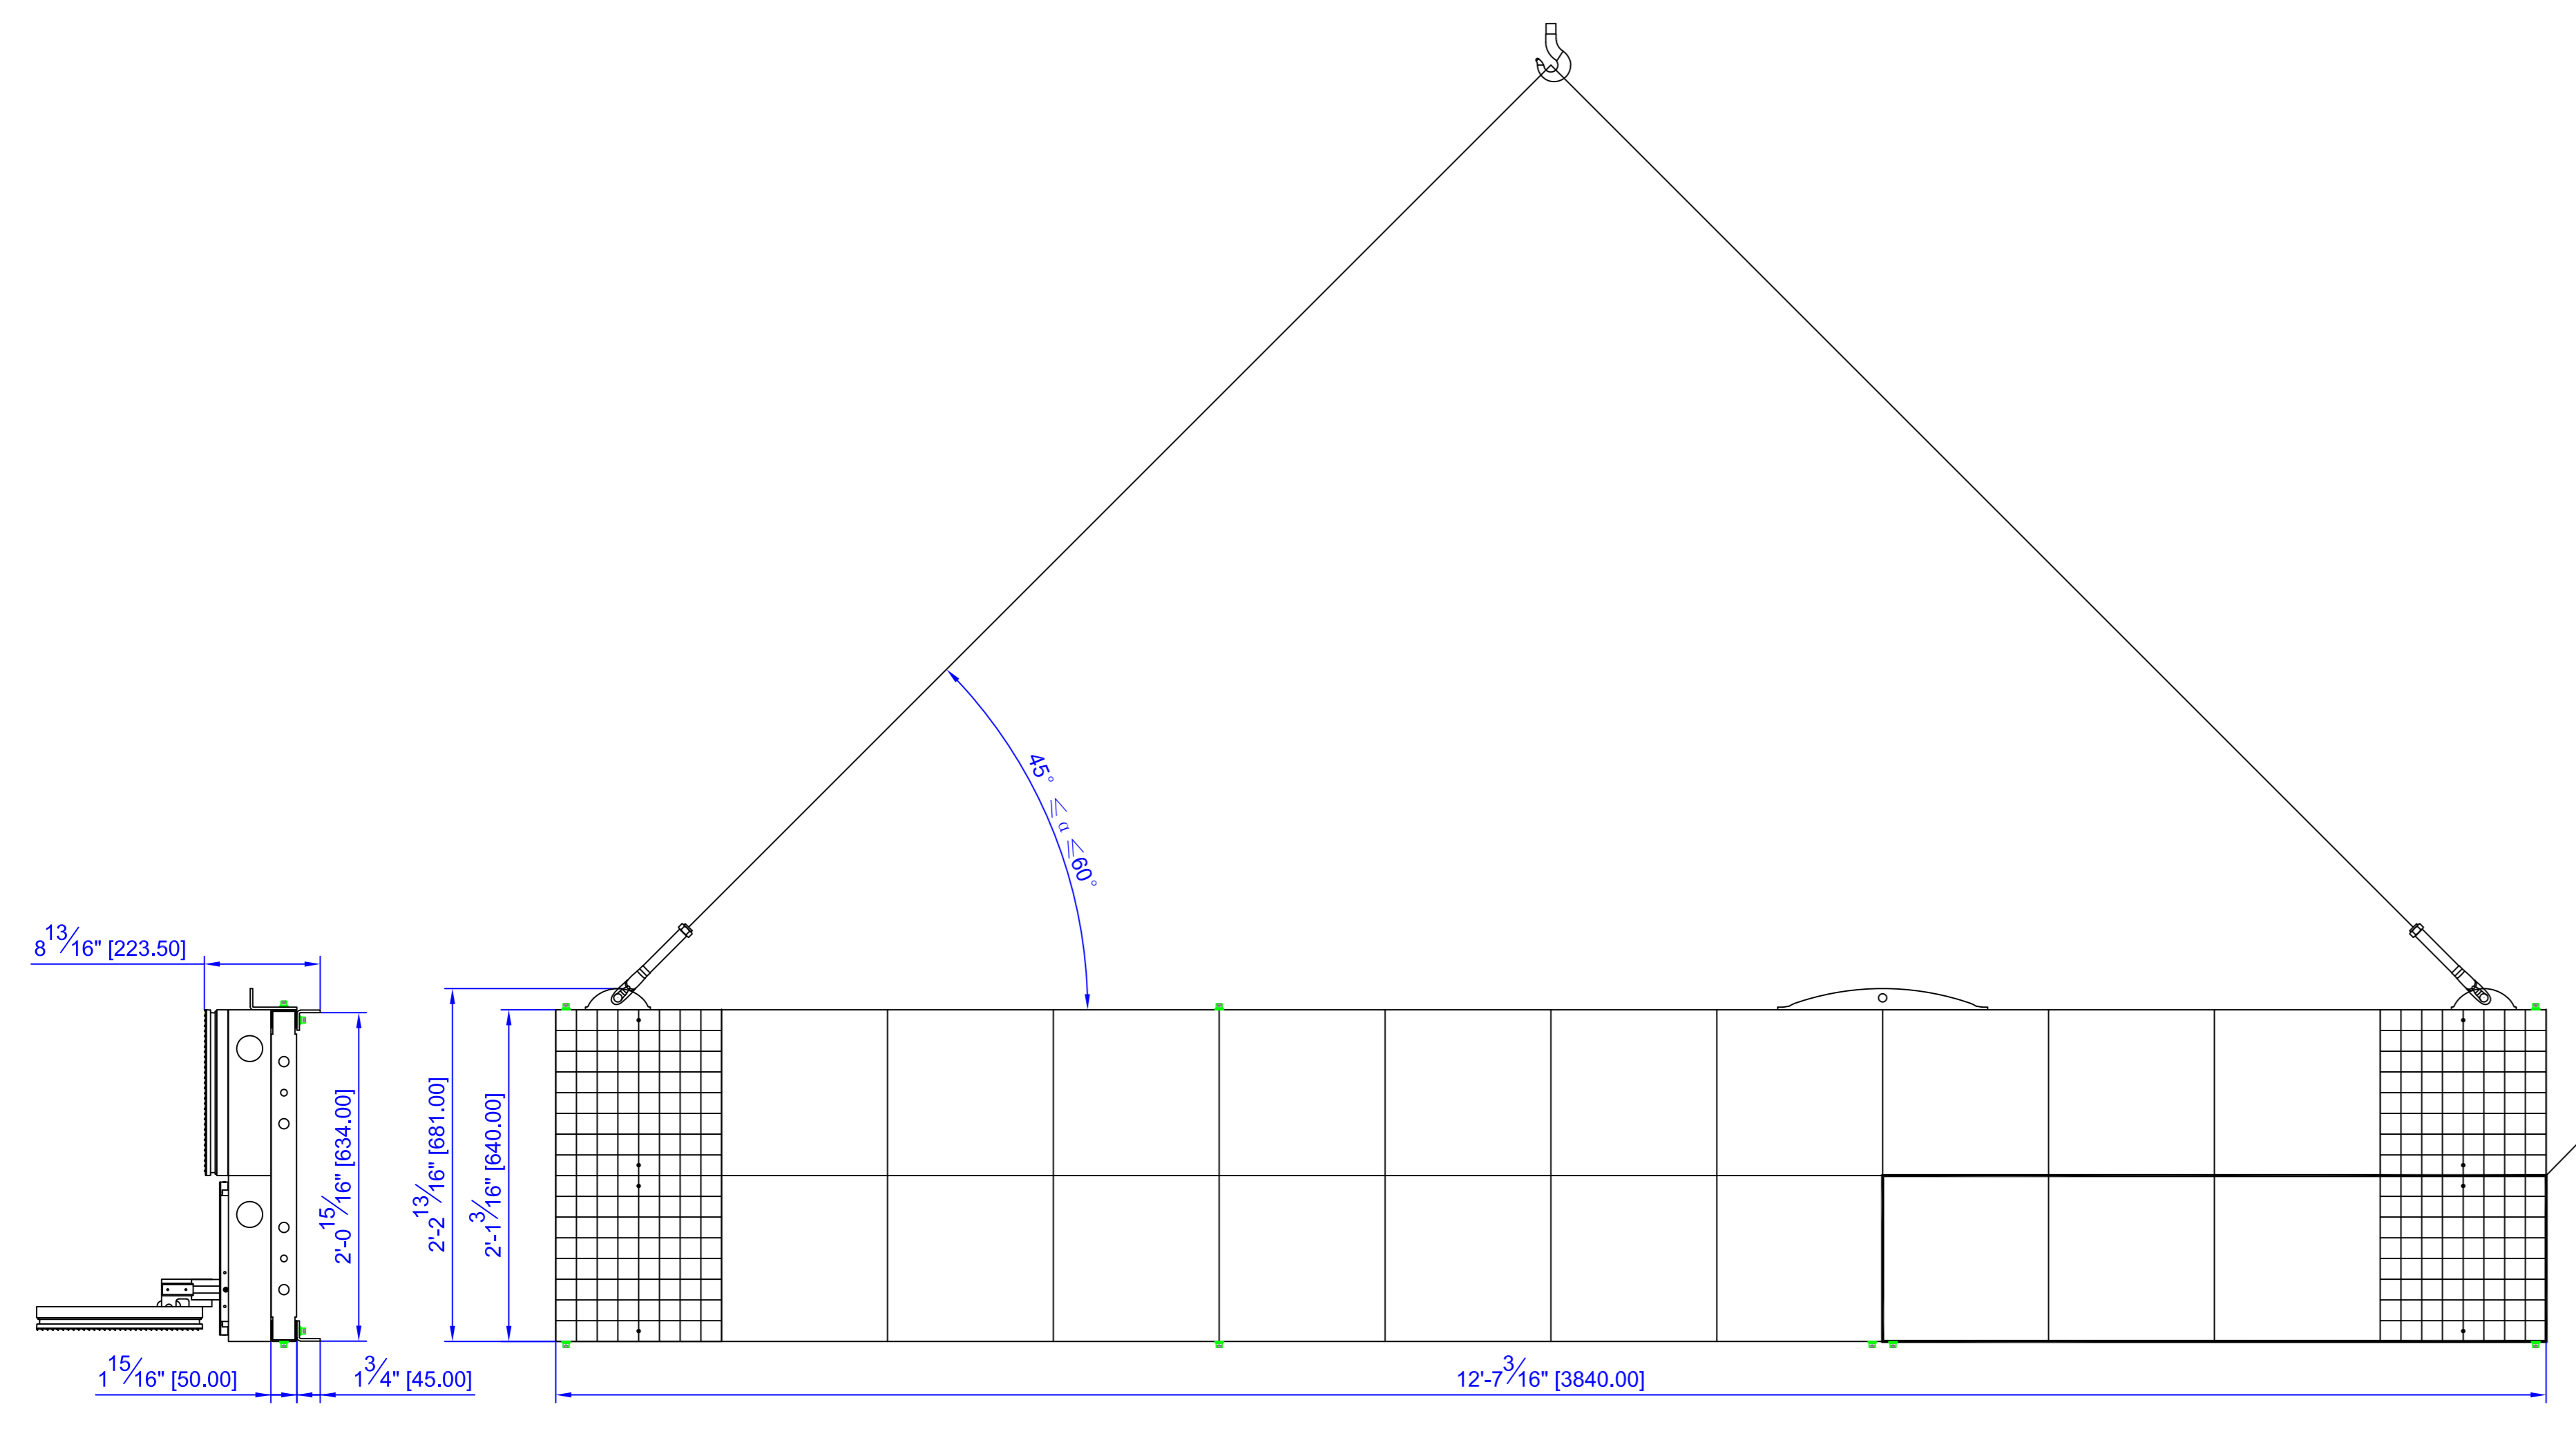 45° ≤ α ≤60°
8 13/16" [223.50]
2'-0 15/16" [634.00]
2'-2 13/16" [681.00]
2'-1 3/16" [640.00]
1 15/16" [50.00]
1 3/4" [45.00]
12'-7 3/16" [3840.00]